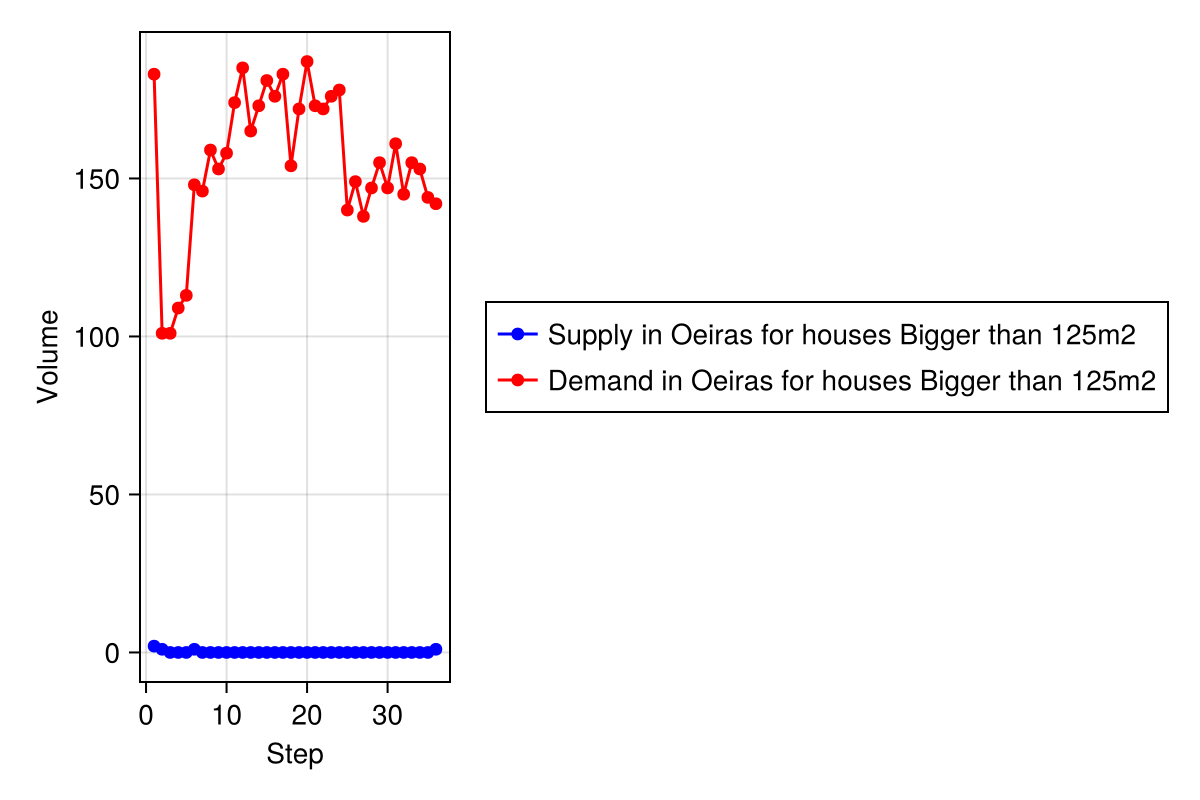 Volume
150
100
50
0
0 10 20 30
Step
Supply in Oeiras for houses Bigger than 125m2
Demand in Oeiras for houses Bigger than 125m2